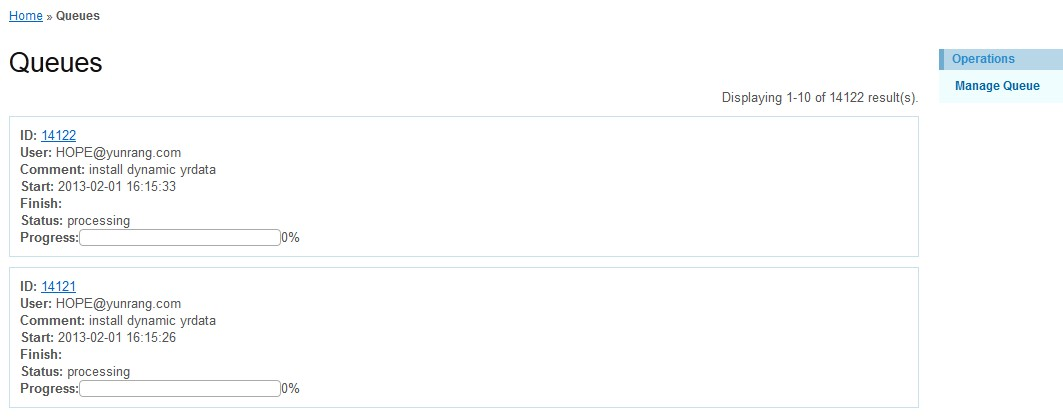 Home » Queues
Queues
Operations
Manage Queue
Displaying 1-10 of 14122 result(s).
ID: 14122
User: HOPE@yunrang.com
Comment: install dynamic yrdata
Start: 2013-02-01 16:15:33
Finish:
Status: processing
Progress: 0%
ID: 14121
User: HOPE@yunrang.com
Comment: install dynamic yrdata
Start: 2013-02-01 16:15:26
Finish:
Status: processing
Progress: 0%